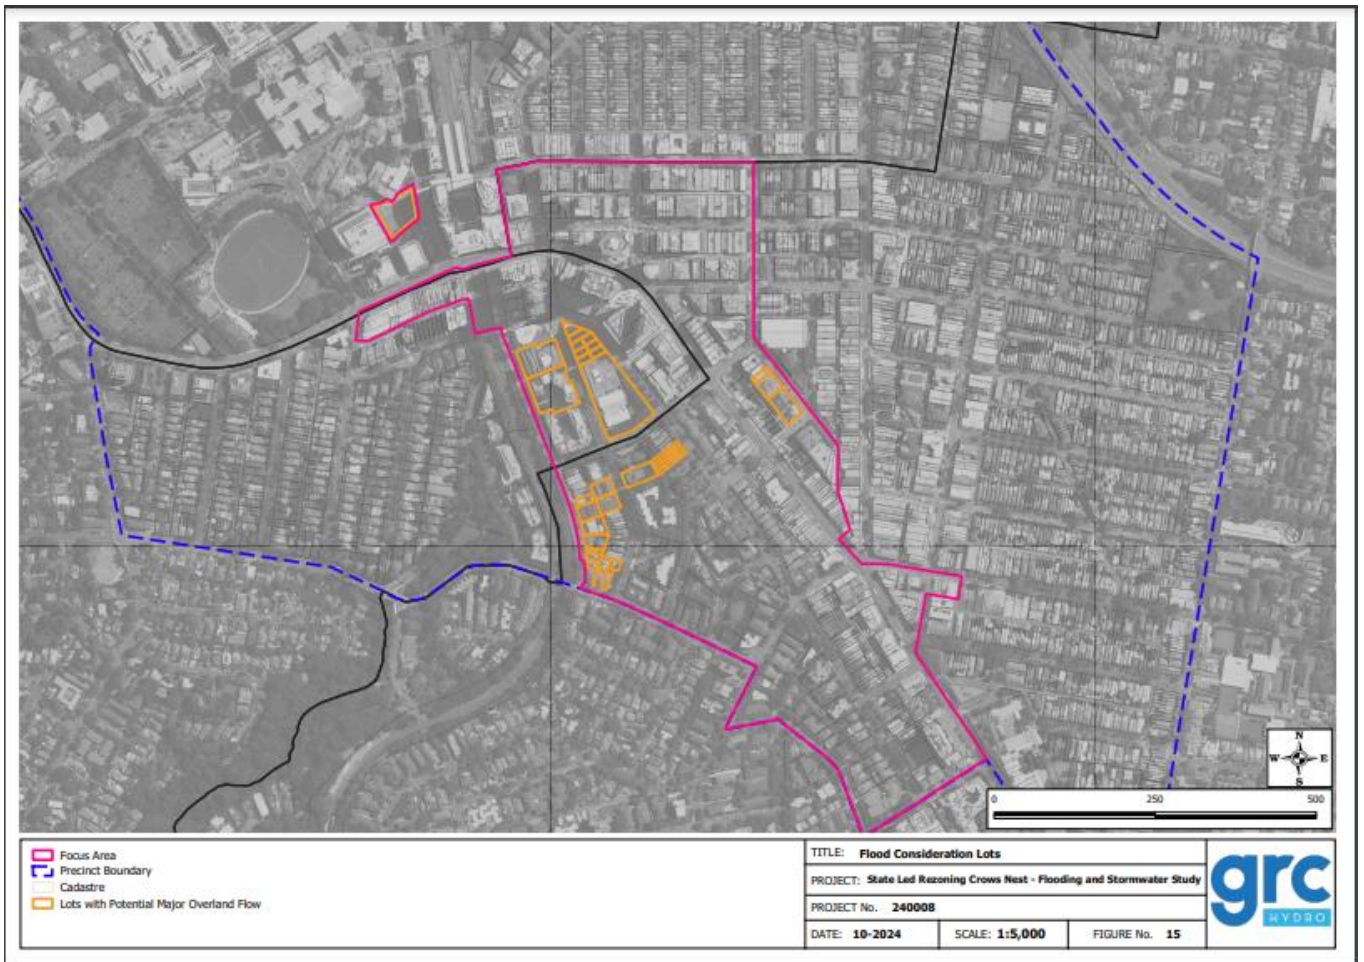 N
W E
S
0 250 500
Focus Area
Precinct Boundary
Cadastre
Lots with Potential Major Overland Flow
TITLE: Flood Consideration Lots
PROJECT: State Led Rezoning Crows Nest - Flooding and Stormwater Study
PROJECT No. 240008
DATE: 10-2024 SCALE: 1:5,000 FIGURE No. 15
grc
HYDRO